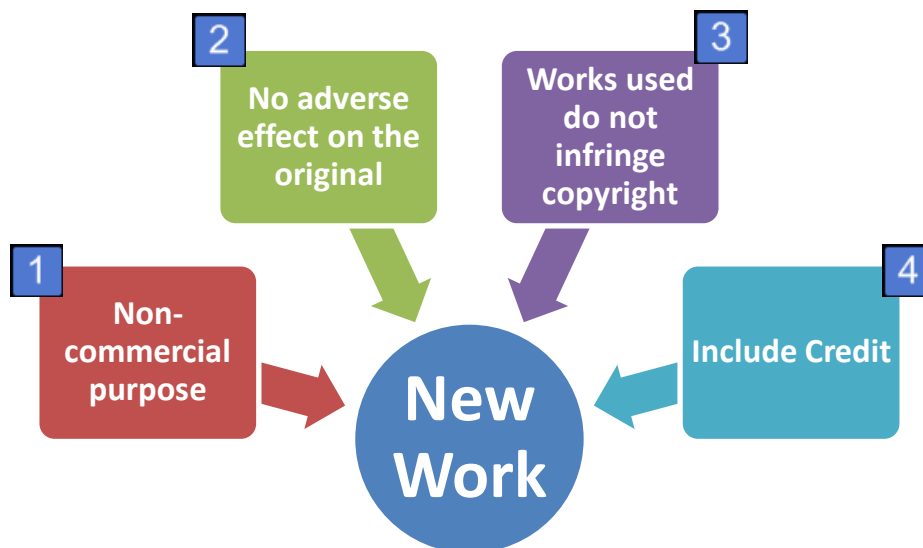 1
Non-
commercial
purpose
2
No adverse
effect on the
original
3
Works used
do not
infringe
copyright
4
Include Credit
New
Work